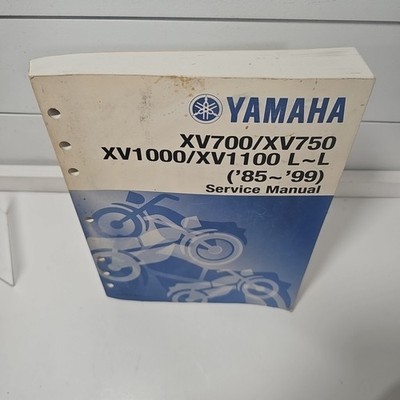 YAMAHA
XV700/XV750
XV1000/XV1100 L~L
('85~'99)
Service Manual